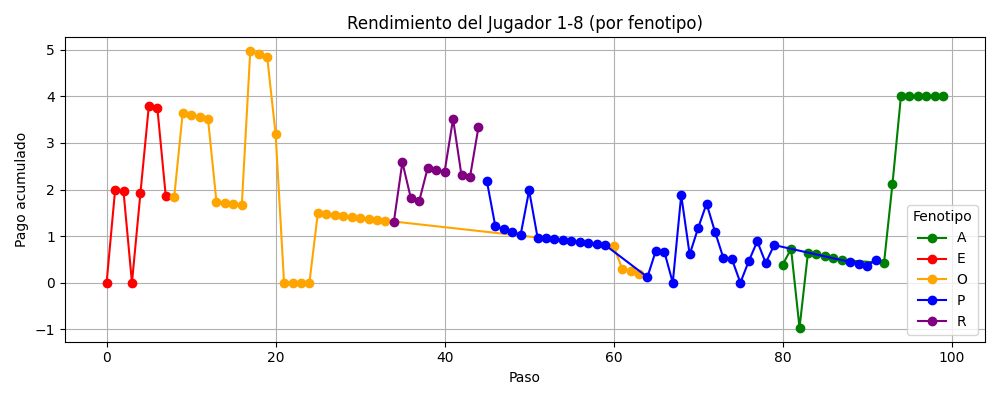 Rendimiento del Jugador 1-8 (por fenotipo)
Pago acumulado
5
4
3
2
1
0
−1
0
20
40
60
80
100
Paso
Fenotipo
A
E
O
P
R